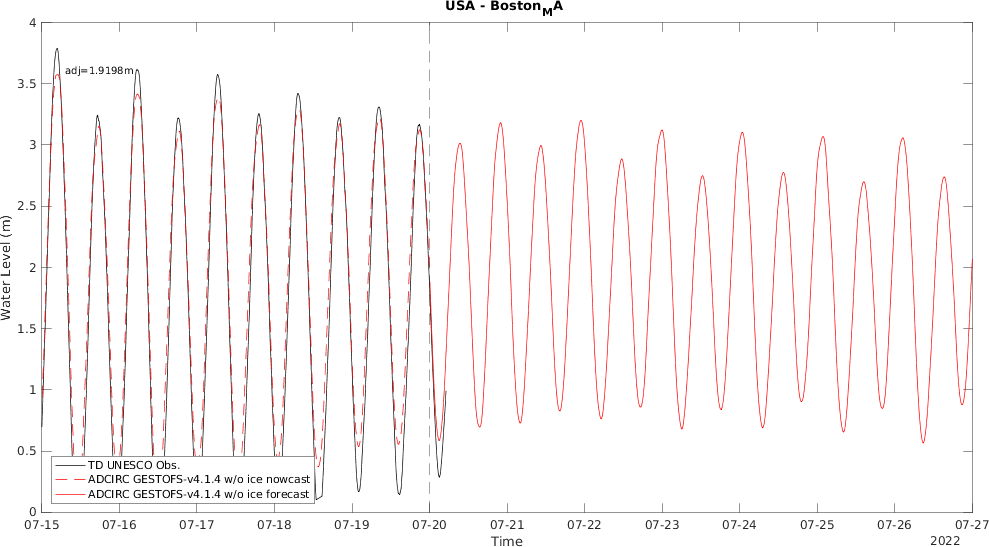 USA - Boston_MA
4
adj=1.9198m
3.5
3
2.5
2
1.5
1
0.5
0
Water Level (m)
TD UNESCO Obs.
ADCIRC GESTOFS-v4.1.4 w/o ice nowcast
ADCIRC GESTOFS-v4.1.4 w/o ice forecast
07-15 07-16 07-17 07-18 07-19 07-20 07-21 07-22 07-23 07-24 07-25 07-26 07-27
Time
2022